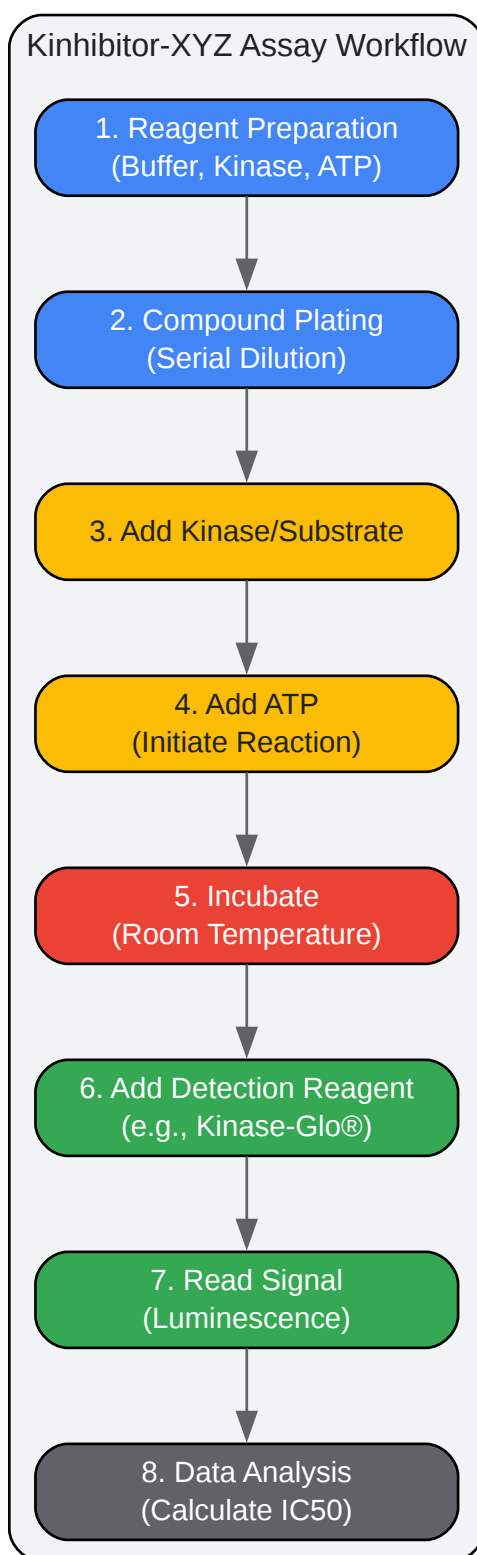 Kinhibitor-XYZ Assay Workflow
1. Reagent Preparation
(Buffer, Kinase, ATP)
2. Compound Plating
(Serial Dilution)
3. Add Kinase/Substrate
4. Add ATP
(Initiate Reaction)
5. Incubate
(Room Temperature)
6. Add Detection Reagent
(e.g., Kinase-Glo®)
7. Read Signal
(Luminescence)
8. Data Analysis
(Calculate IC50)